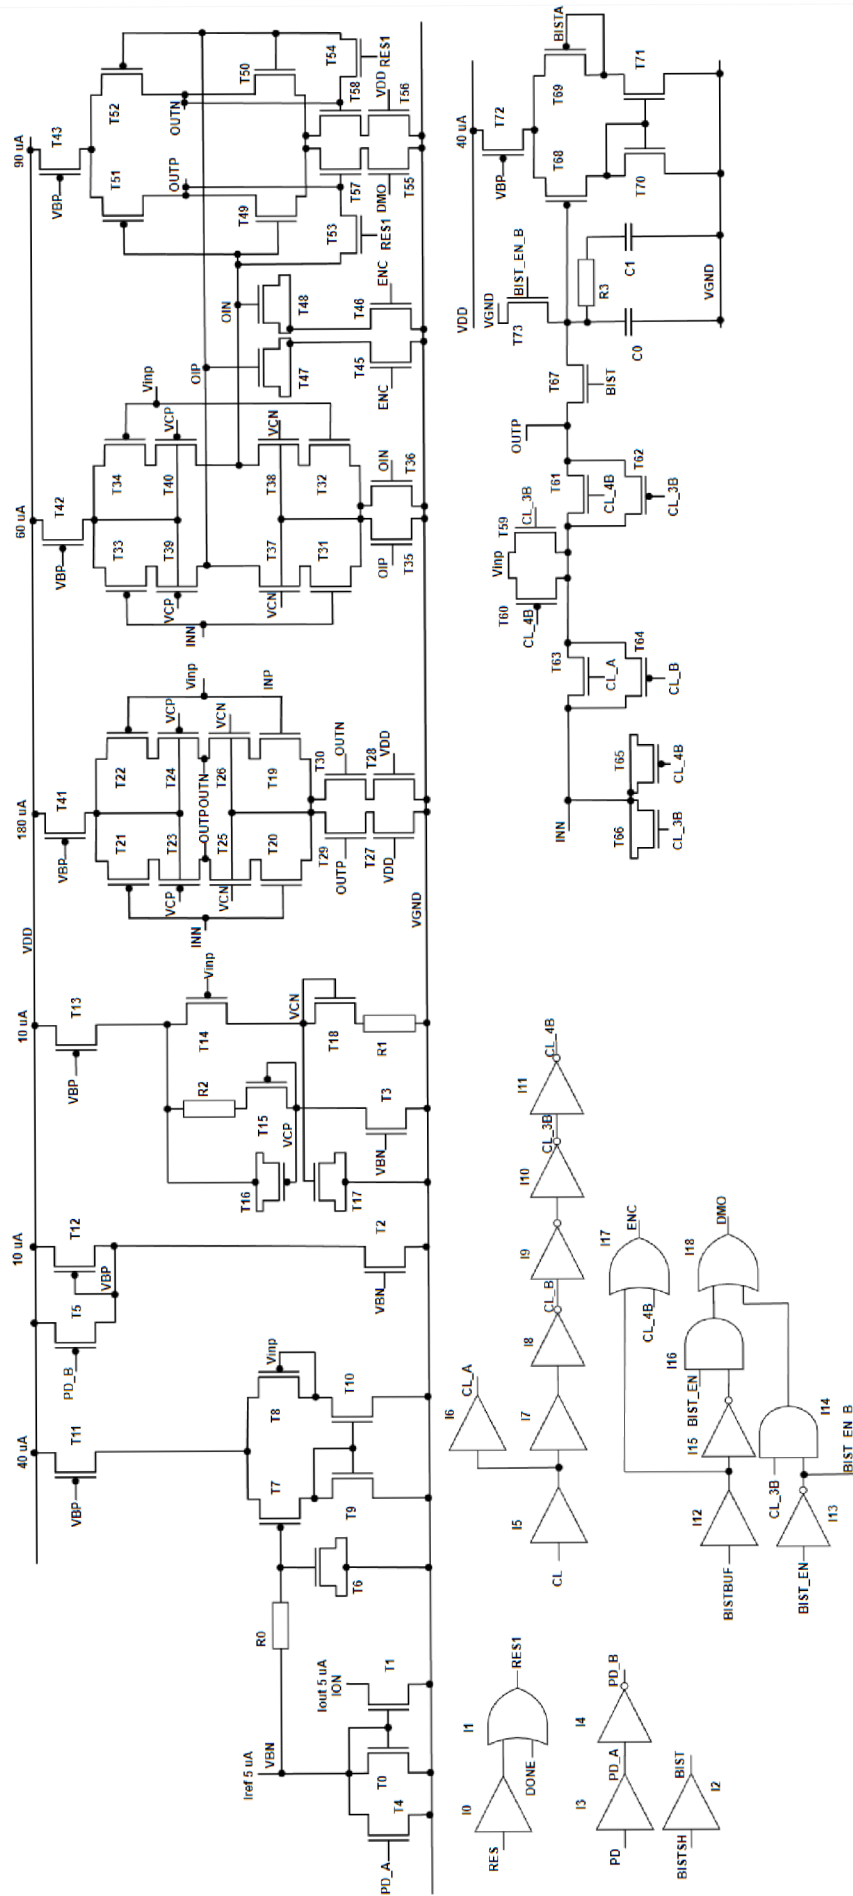 40 uA
10 uA
10 uA
VDD
180 uA
60 uA
90 uA
VBP
T11
PD_B
T5
T12
VBP
VBP
T13
VBP
T41
VBP
T42
VBP
T43
T7
T8
Vinp
T9
T10
R0
T6
Iref 5 uA
VBN
Iout 5 uA
ION
T0
T1
T4
PD_A
VBN
T2
T14
Vinp
R2
T15
T16
VCP
VCN
T17
T18
VBN
T3
R1
T21
T22
T23
T24
VCP
VCP
OUTP
OUTN
INN
Vinp
INP
VCN
VCN
T25
T26
T20
T19
T29
T30
OUTP
OUTN
T27
T28
VDD
VDD
VGND
T33
T34
T39
T40
VCP
VCP
INN
Vinp
T37
T38
VCN
VCN
T31
T32
OIP
OIN
T35
T36
OIP
OIN
T47
T48
T45
T46
ENC
ENC
T51
T52
OUTP
OUTN
T49
T50
T53
T54
RES1
RES1
T57
T58
DMO
VDD
T55
T56
RES
I0
DONE
I1
RES1
PD
I3
PD_A
I4
PD_B
BISTSH
I2
BIST
CL
I5
I6
CL_A
I7
I8
CL_B
I9
I10
CL_3B
I11
CL_4B
BISTBUF
I12
I15
BIST_EN
I16
CL_4B
I17
ENC
I18
DMO
BIST_EN
I13
CL_3B
I14
BIST_EN_B
INN
T66
T65
CL_3B
CL_4B
T63
CL_A
T64
CL_B
T60
T59
Vinp
CL_4B
CL_3B
T61
CL_4B
T62
CL_3B
OUTP
T67
BIST
VDD
VGND
T73
BIST_EN_B
R3
C0
C1
VGND
40 uA
VBP
T72
T68
T69
BISTA
T70
T71